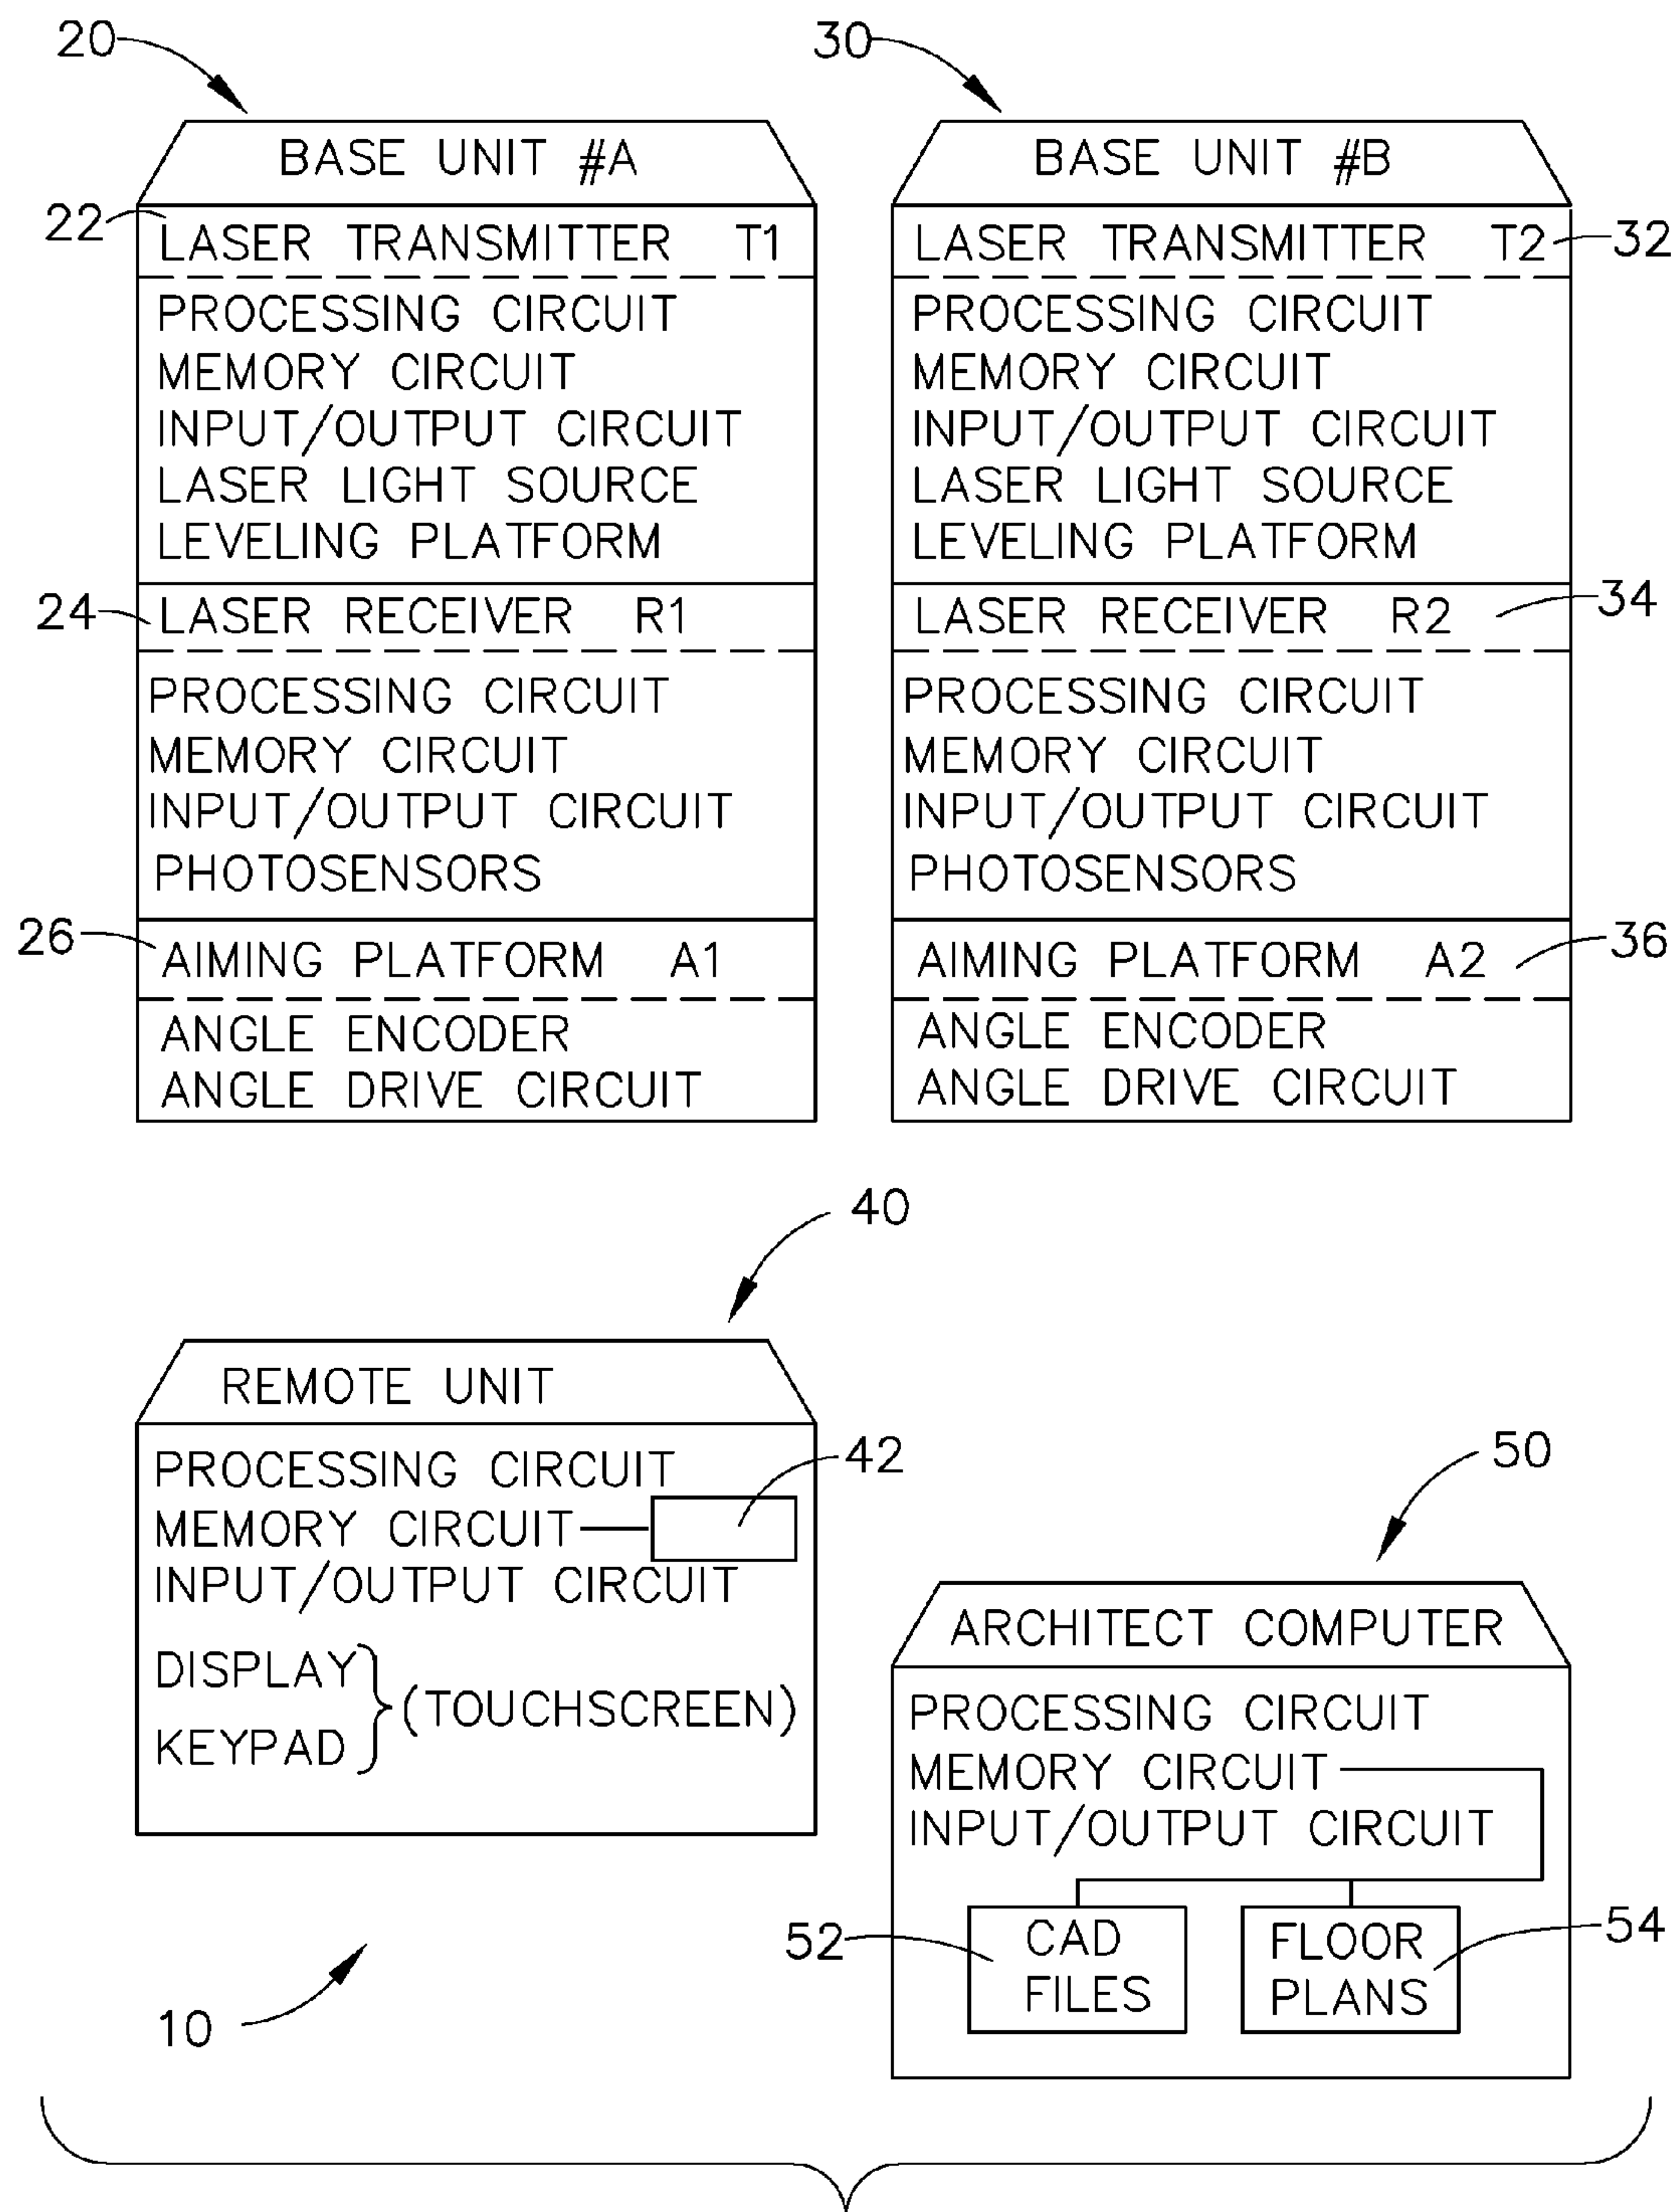 20
30
BASE UNIT #A
22
LASER TRANSMITTER T1
PROCESSING CIRCUIT
MEMORY CIRCUIT
INPUT/OUTPUT CIRCUIT
LASER LIGHT SOURCE
LEVELING PLATFORM
24
LASER RECEIVER R1
PROCESSING CIRCUIT
MEMORY CIRCUIT
INPUT/OUTPUT CIRCUIT
PHOTOSENSORS
26
AIMING PLATFORM A1
ANGLE ENCODER
ANGLE DRIVE CIRCUIT
BASE UNIT #B
LASER TRANSMITTER T2
32
PROCESSING CIRCUIT
MEMORY CIRCUIT
INPUT/OUTPUT CIRCUIT
LASER LIGHT SOURCE
LEVELING PLATFORM
LASER RECEIVER R2
34
PROCESSING CIRCUIT
MEMORY CIRCUIT
INPUT/OUTPUT CIRCUIT
PHOTOSENSORS
AIMING PLATFORM A2
36
ANGLE ENCODER
ANGLE DRIVE CIRCUIT
40
REMOTE UNIT
PROCESSING CIRCUIT
42
MEMORY CIRCUIT
INPUT/OUTPUT CIRCUIT
DISPLAY
(TOUCHSCREEN)
KEYPAD
50
ARCHITECT COMPUTER
PROCESSING CIRCUIT
MEMORY CIRCUIT
INPUT/OUTPUT CIRCUIT
52
CAD
FILES
FLOOR
PLANS
54
10